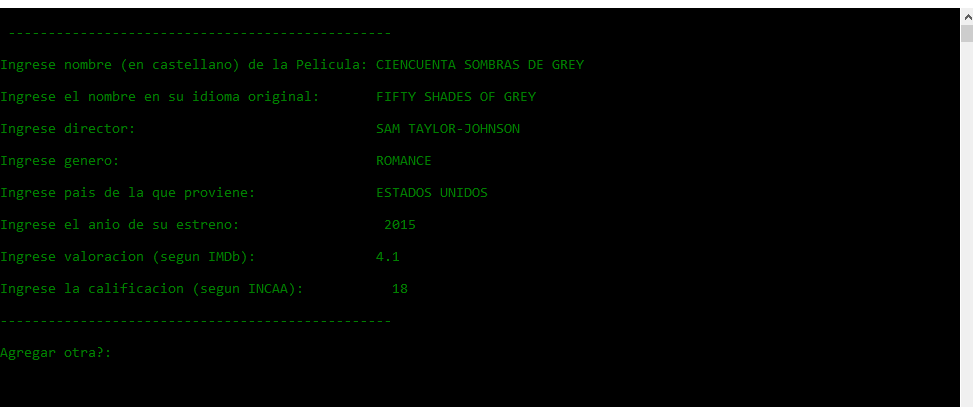 ------------------------------------------------
Ingrese nombre (en castellano) de la Pelicula: CIENCUENTA SOMBRAS DE GREY
Ingrese el nombre en su idioma original: FIFTY SHADES OF GREY
Ingrese director: SAM TAYLOR-JOHNSON
Ingrese genero: ROMANCE
Ingrese pais de la que proviene: ESTADOS UNIDOS
Ingrese el anio de su estreno: 2015
Ingrese valoracion (segun IMDb): 4.1
Ingrese la calificacion (segun INCAA): 18
-------------------------------------------------
Agregar otra?: